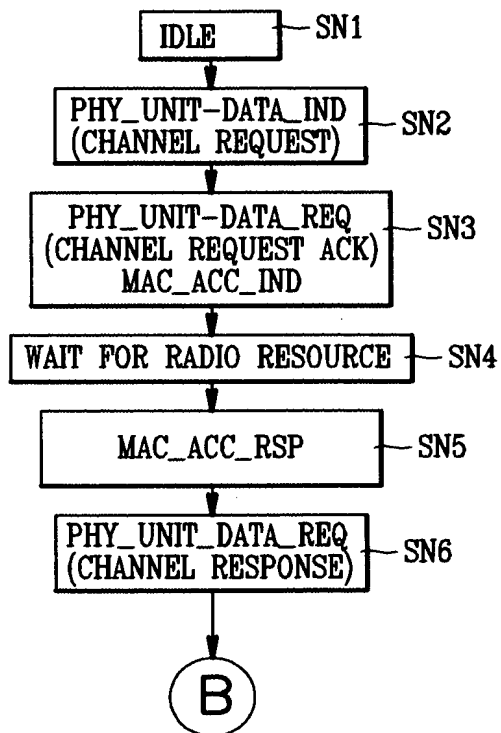 IDLE SN1
PHY_UNIT-DATA_IND
(CHANNEL REQUEST) SN2
PHY_UNIT-DATA_REQ
(CHANNEL REQUEST ACK) SN3
MAC_ACC_IND
WAIT FOR RADIO RESOURCE SN4
MAC_ACC_RSP SN5
PHY_UNIT_DATA_REQ
(CHANNEL RESPONSE) SN6
B